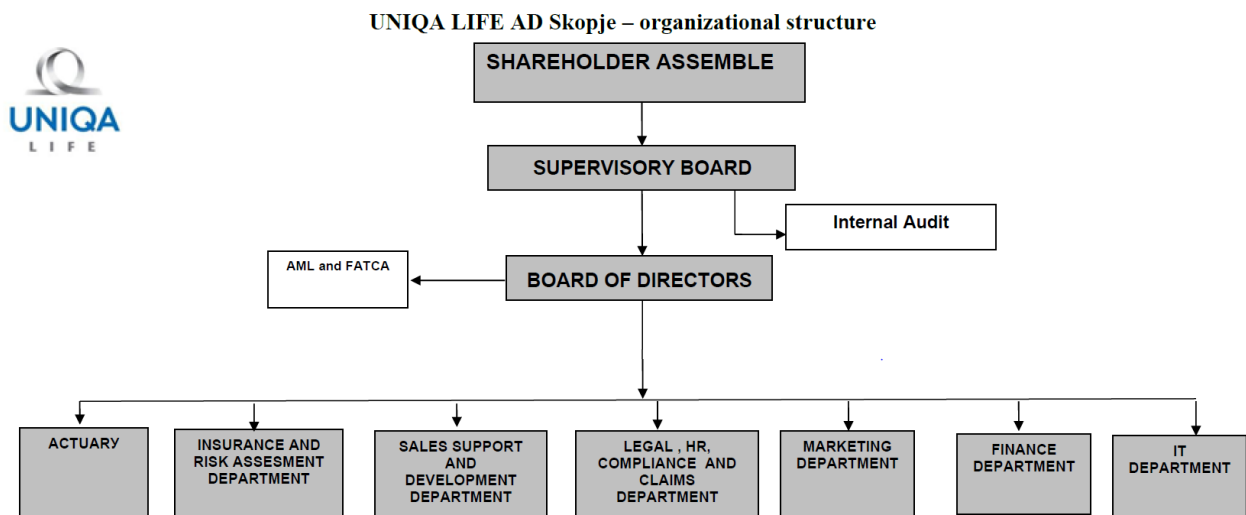 UNIQA LIFE AD Skopje – organizational structure
UNIQA
LIFE
SHAREHOLDER ASSEMBLE
SUPERVISORY BOARD
Internal Audit
AML and FATCA
BOARD OF DIRECTORS
ACTUARY
INSURANCE AND
RISK ASSESMENT
DEPARTMENT
SALES SUPPORT
AND
DEVELOPMENT
DEPARTMENT
LEGAL , HR,
COMPLIANCE AND
CLAIMS
DEPARTMENT
MARKETING
DEPARTMENT
FINANCE
DEPARTMENT
IT
DEPARTMENT